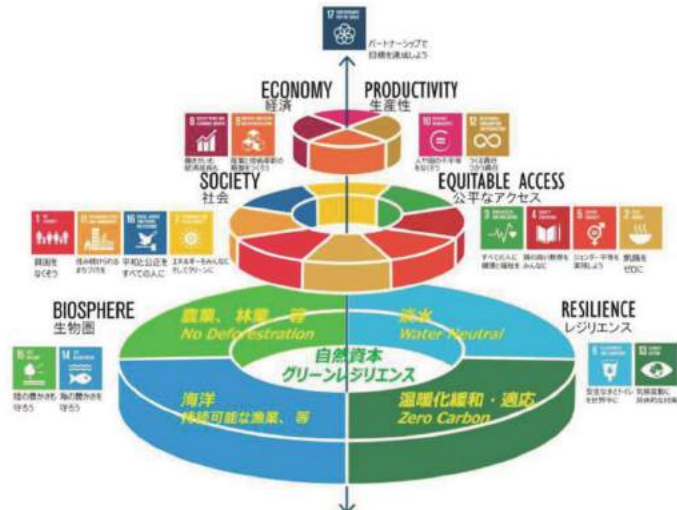 17
パートナーシップで
目標を達成しよう
ECONOMY
経済
PRODUCTIVITY
生産性
8
9
10
12
働きがいも
経済成長も
産業と技術革新の
基盤をつくろう
人や国の不平等
をなくそう
つくる責任
つかう責任
SOCIETY
社会
EQUITABLE ACCESS
公平なアクセス
1
11
16
7
3
4
5
2
貧困を
なくそう
住み続けられる
まちづくりを
平和と公正を
すべての人に
エネルギーをみんなに
そしてクリーンに
すべての人に
健康と福祉を
質の高い教育を
みんなに
ジェンダー平等を
実現しよう
飢餓を
ゼロに
BIOSPHERE
生物圏
RESILIENCE
レジリエンス
農業、林業 等
No Deforestration
淡水
Water Neutral
自然資本
グリーンレジリエンス
15
14
6
13
陸の豊かさも
守ろう
海の豊かさを
守ろう
安全な水とトイレ
を世界中に
気候変動に
具体的な対策
海洋
持続可能な漁業、等
温暖化緩和・適応
Zero Carbon